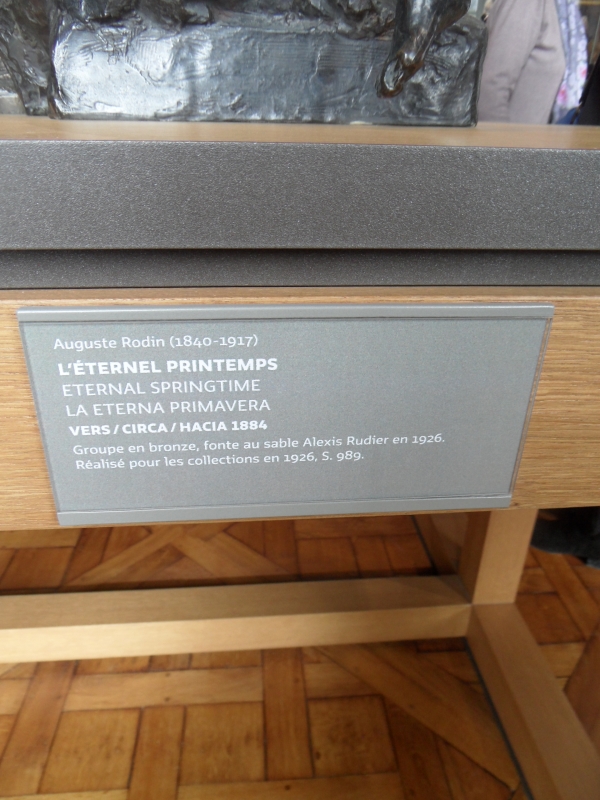 Auguste Rodin (1840-1917)
L'ÉTERNEL PRINTEMPS
ETERNAL SPRINGTIME
LA ETERNA PRIMAVERA
VERS / CIRCA / HACIA 1884
Groupe en bronze, fonte au sable Alexis Rudier en 1926.
Réalisé pour les collections en 1926, S. 989.